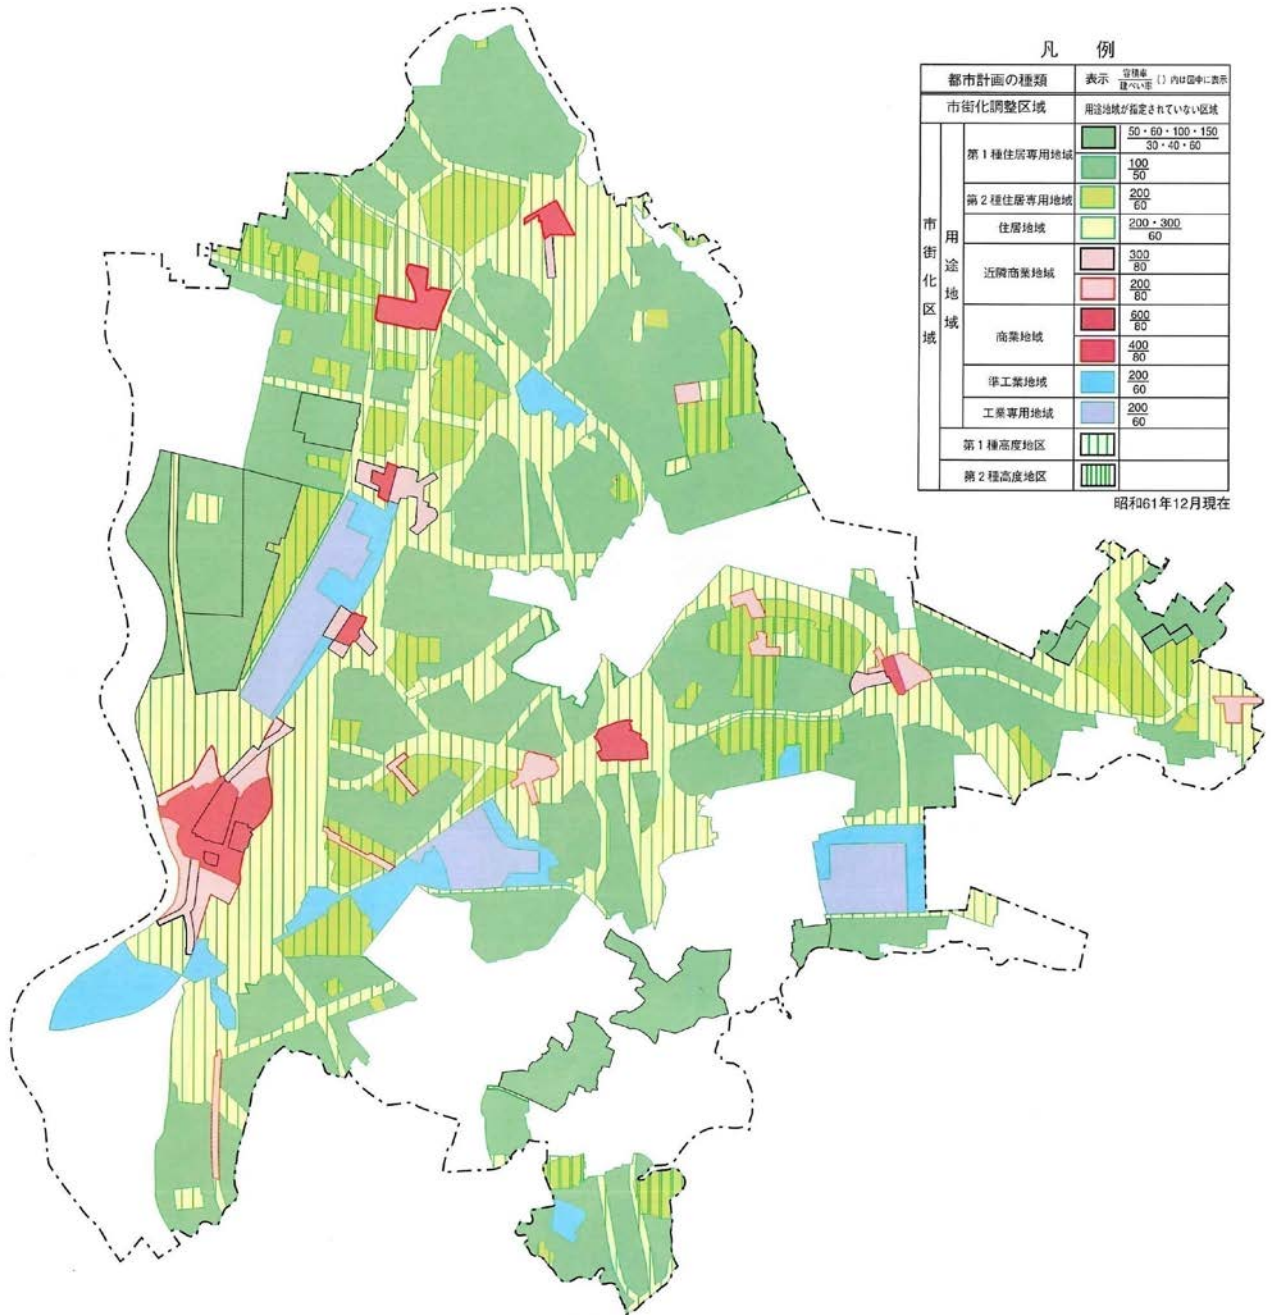 凡 例
都市計画の種類 表示 容積率/建ぺい率 ( ) 内は図中に表示
市街化調整区域 用途地域が指定されていない区域
市街化区域
用途地域
第1種住居専用地域 50・60・100・150/30・40・60
100/50
第2種住居専用地域 200/60
住居地域 200・300/60
近隣商業地域 300/80
200/80
商業地域 600/80
400/80
準工業地域 200/60
工業専用地域 200/60
第1種高度地区
第2種高度地区
昭和61年12月現在